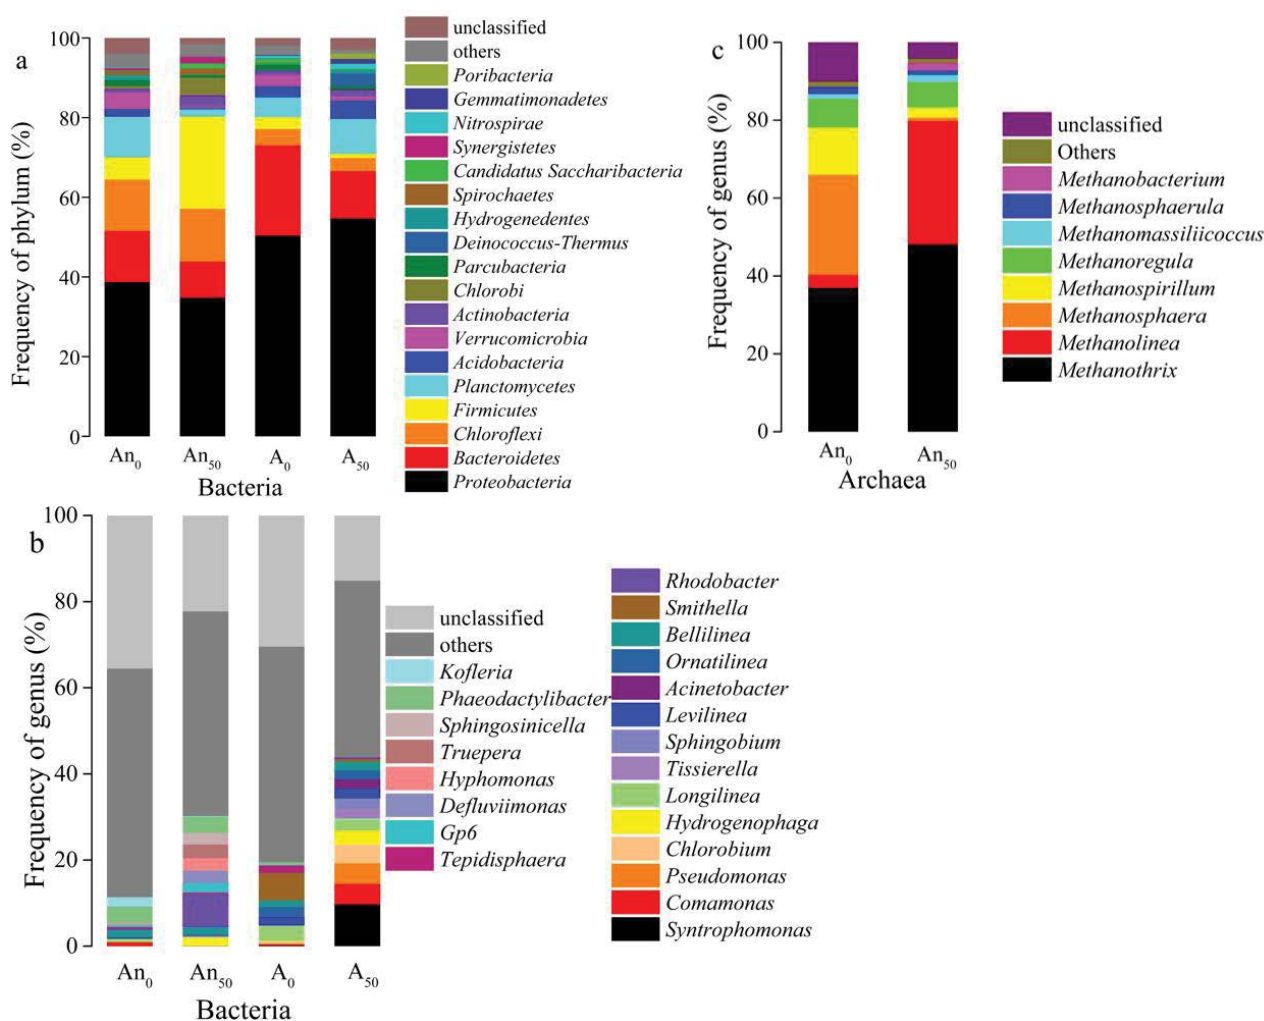 a
Frequency of phylum (%)
100
80
60
40
20
0
An0
An50
A0
A50
Bacteria
unclassified
others
Poribacteria
Gemmatimonadetes
Nitrospirae
Synergistetes
Candidatus Saccharibacteria
Spirochaetes
Hydrogenedentes
Deinococcus-Thermus
Parcubacteria
Chlorobi
Actinobacteria
Verrucomicrobia
Acidobacteria
Planctomycetes
Firmicutes
Chloroflexi
Bacteroidetes
Proteobacteria
c
Frequency of genus (%)
100
80
60
40
20
0
An0
An50
Archaea
unclassified
Others
Methanobacterium
Methanosphaerula
Methanomassiliicoccus
Methanoregula
Methanospirillum
Methanosphaera
Methanolinea
Methanothrix
b
Frequency of genus (%)
100
80
60
40
20
0
An0
An50
A0
A50
Bacteria
unclassified
others
Kofleria
Phaeodactylibacter
Sphingosinicella
Truepera
Hyphomonas
Defluviimonas
Gp6
Tepidisphaera
Rhodobacter
Smithella
Bellilinea
Ornatilinea
Acinetobacter
Levilinea
Sphingobium
Tissierella
Longilinea
Hydrogenophaga
Chlorobium
Pseudomonas
Comamonas
Syntrophomonas